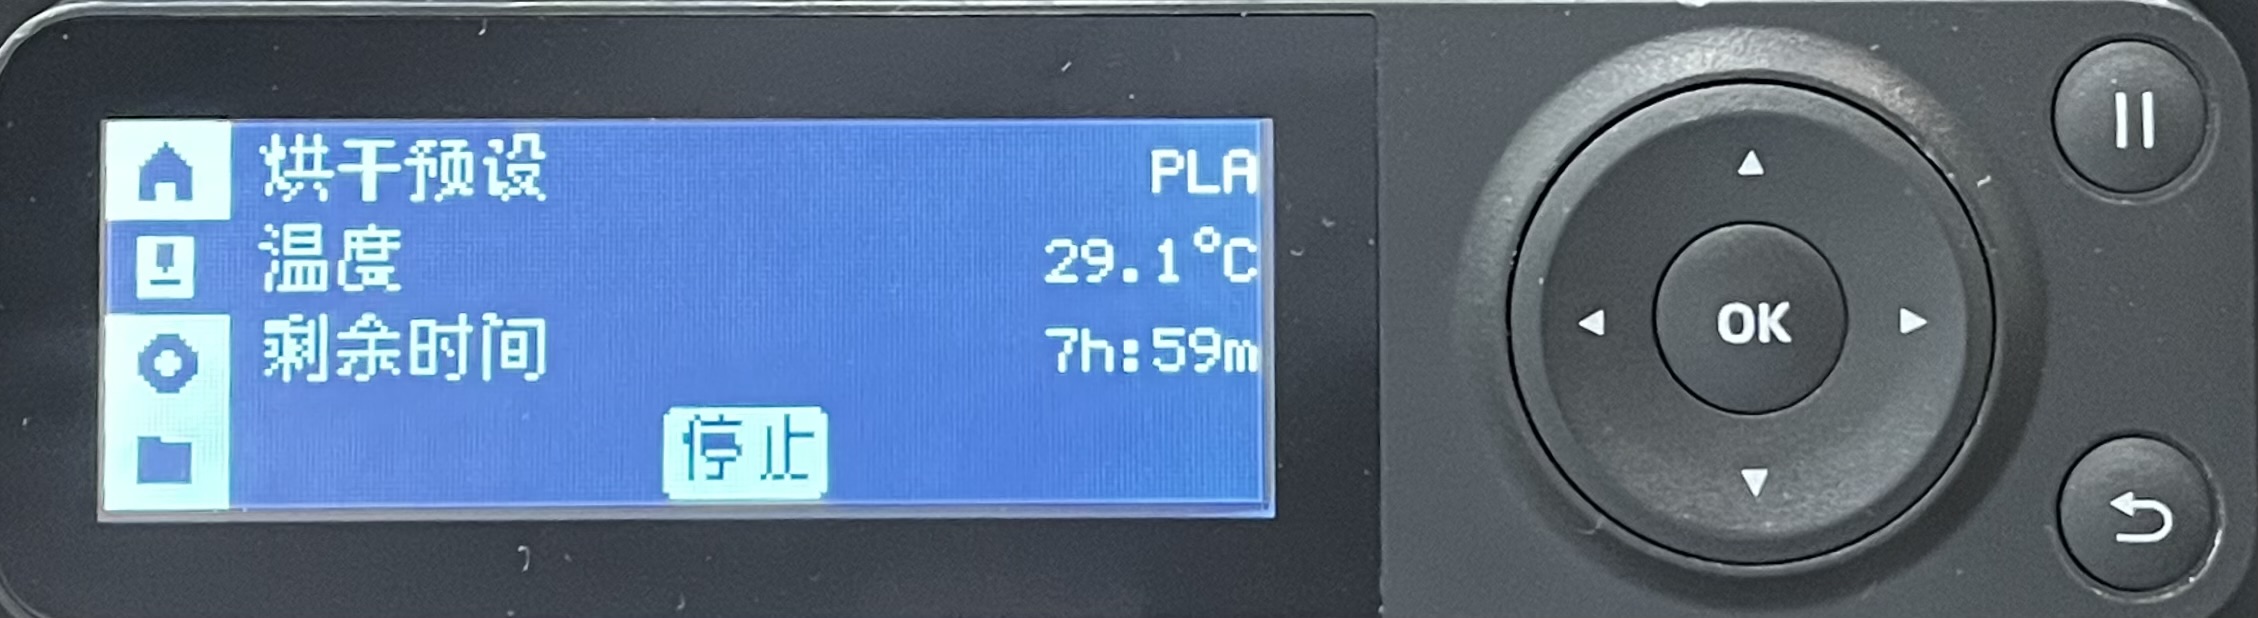 烘干预设 PLA
温度 29.1°C
剩余时间 7h:59m
停止
OK